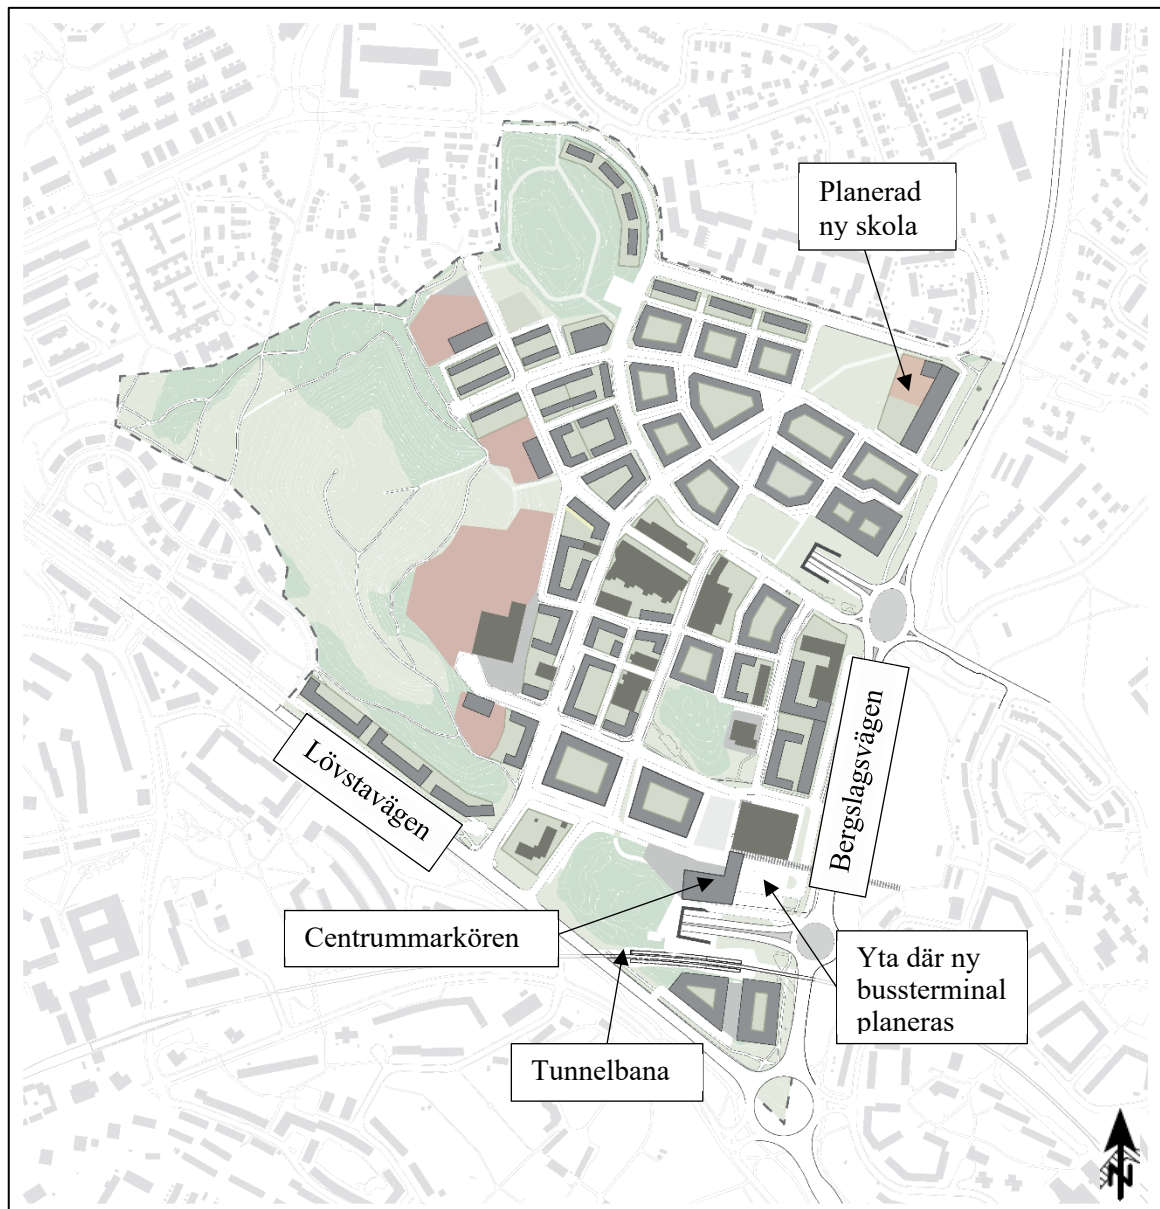 Planerad
ny skola
Lövstavägen
Bergslagsvägen
Centrummarkören
Yta där ny
bussterminal
planeras
Tunnelbana
N